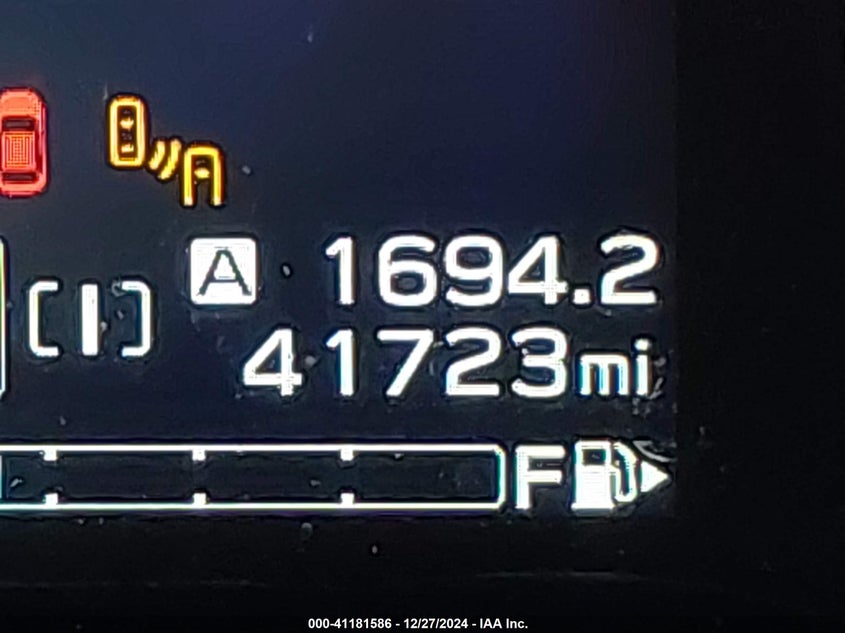 A 1694.2
41723mi
F
000-41181586 - 12/27/2024 - IAA Inc.